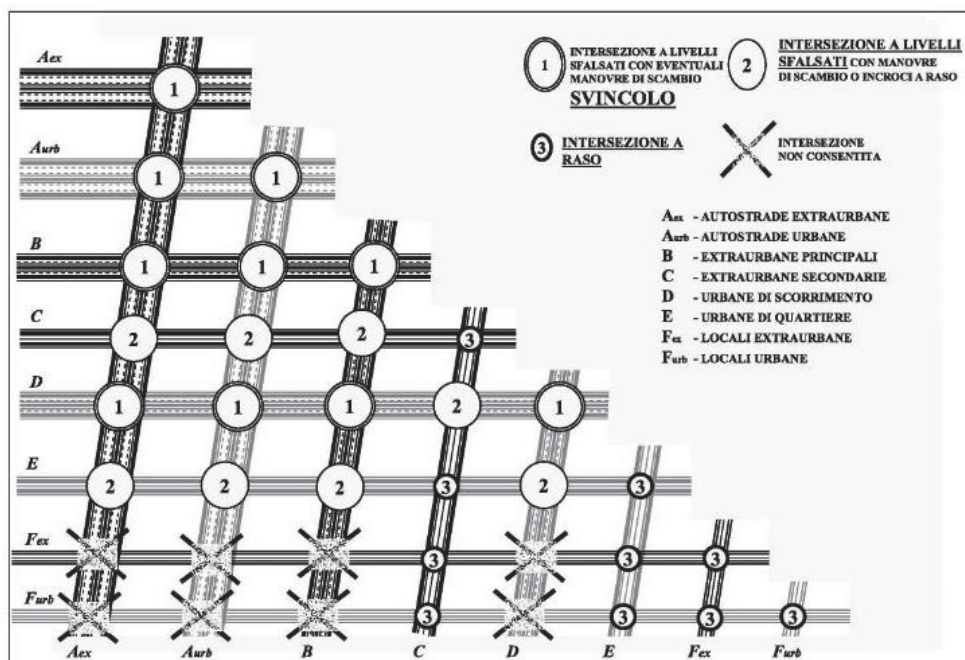 Aex
1
INTERSEZIONE A LIVELLI
SFALSATI CON EVENTUALI
MANOVRE DI SCAMBIO
SVINCOLO
1
2
INTERSEZIONE A LIVELLI
SFALSATI CON MANOVRE
DI SCAMBIO O INCROCI A RASO
3
INTERSEZIONE A
RASO
INTERSEZIONE
NON CONSENTITA
Aurb
1 1
Aex - AUTOSTRADE EXTRAURBANE
Aurb - AUTOSTRADE URBANE
B - EXTRAURBANE PRINCIPALI
C - EXTRAURBANE SECONDARIE
D - URBANE DI SCORRIMENTO
E - URBANE DI QUARTIERE
Fex - LOCALI EXTRAURBANE
Furb - LOCALI URBANE
B
1 1 1
C
2 2 2 3
D
1 1 1 2 1
E
2 2 2 3 2 3
Fex
3 3 3
Furb
3 3 3 3
Aex Aurb B C D E Fex Furb